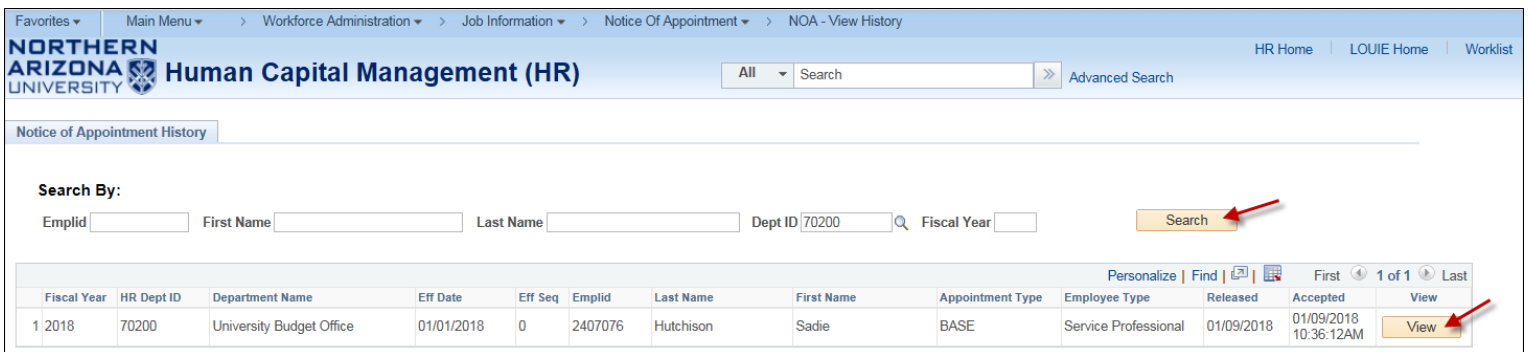 Favorites Main Menu > Workforce Administration > Job Information > Notice Of Appointment > NOA - View History
NORTHERN
ARIZONA
UNIVERSITY
Human Capital Management (HR)
HR Home LOUIE Home Worklist
All Search » Advanced Search
Notice of Appointment History
Search By:
Emplid First Name Last Name Dept ID 70200 Fiscal Year Search
Personalize | Find | | First 1 of 1 Last
Fiscal Year HR Dept ID Department Name Eff Date Eff Seq Emplid Last Name First Name Appointment Type Employee Type Released Accepted View
1 2018 70200 University Budget Office 01/01/2018 0 2407076 Hutchison Sadie BASE Service Professional 01/09/2018 01/09/2018 View
10:36:12AM